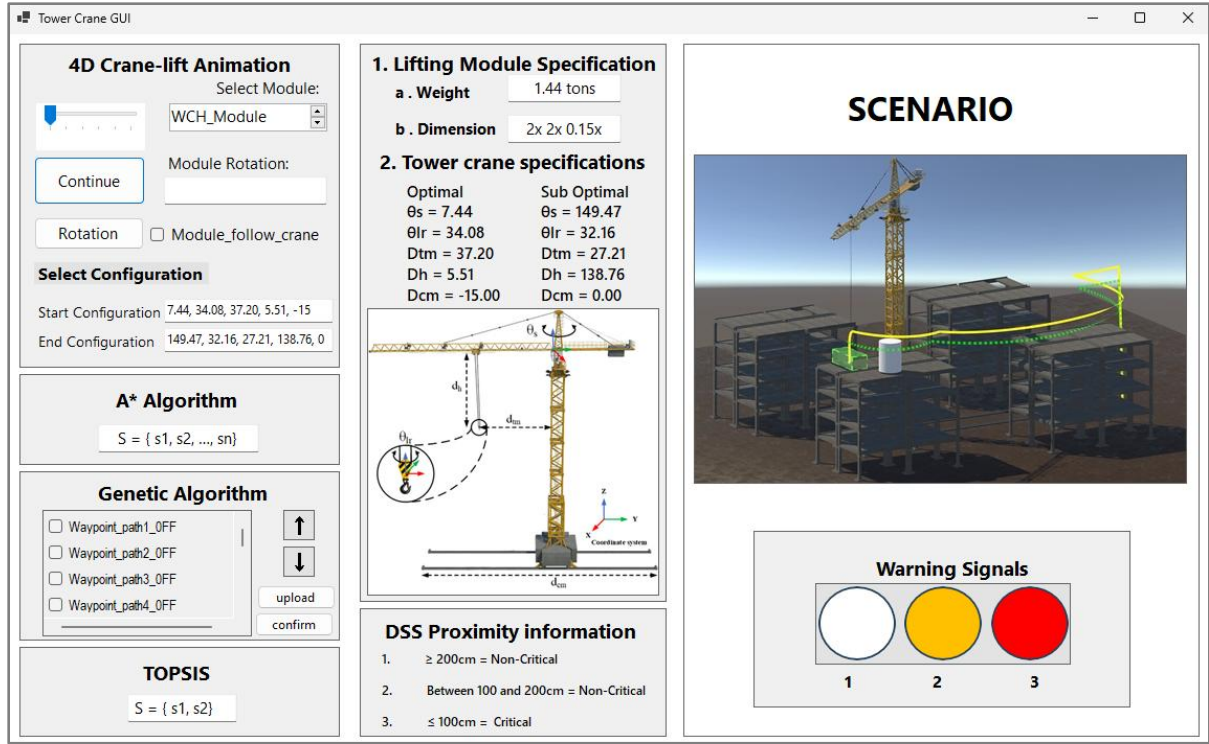 Tower Crane GUI
4D Crane-lift Animation
Select Module:
WCH_Module
Continue
Module Rotation:
Rotation
Module_follow_crane
Select Configuration
Start Configuration 7.44, 34.08, 37.20, 5.51, -15
End Configuration 149.47, 32.16, 27.21, 138.76, 0
A* Algorithm
S = { s1, s2, ..., sn}
Genetic Algorithm
Waypoint_path1_0FF
Waypoint_path2_0FF
Waypoint_path3_0FF
Waypoint_path4_0FF
↑
↓
upload
confirm
TOPSIS
S = { s1, s2}
1. Lifting Module Specification
a . Weight 1.44 tons
b . Dimension 2x 2x 0.15x
2. Tower crane specifications
Optimal Sub Optimal
θs = 7.44 θs = 149.47
θlr = 34.08 θlr = 32.16
Dtm = 37.20 Dtm = 27.21
Dh = 5.51 Dh = 138.76
Dcm = -15.00 Dcm = 0.00
θs
dh
dtm
θlr
Z
Y
X
Coordinate system
dcm
DSS Proximity information
1. ≥ 200cm = Non-Critical
2. Between 100 and 200cm = Non-Critical
3. ≤ 100cm = Critical
SCENARIO
Warning Signals
1 2 3